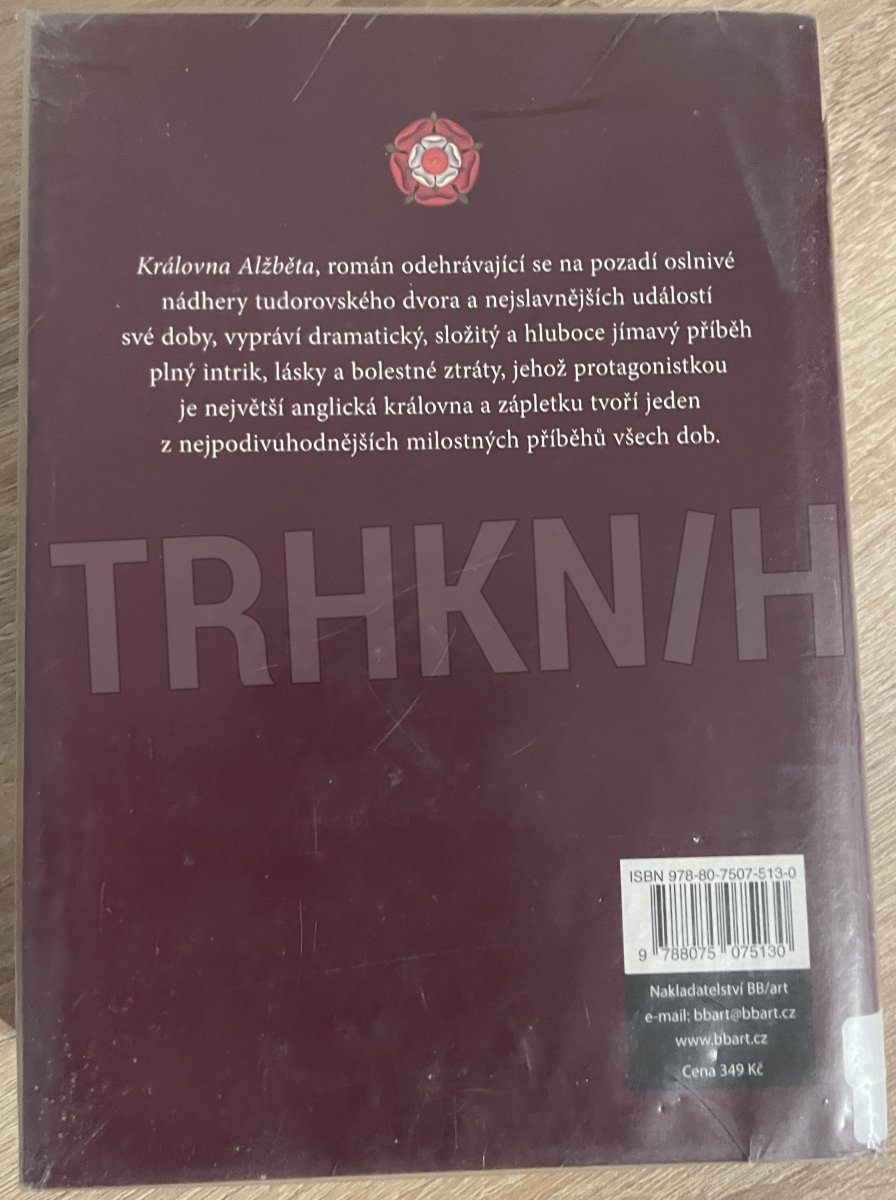 Královna Alžběta, román odehrávající se na pozadí oslnivé
nádhery tudorovského dvora a nejslavnějších událostí
své doby, vypráví dramatický, složitý a hluboce jímavý příběh
plný intrik, lásky a bolestné ztráty, jehož protagonistkou
je největší anglická královna a zápletku tvoří jeden
z nejpodivuhodnějších milostných příběhů všech dob.
TRHKNIH
ISBN 978-80-7507-513-0
9 788075 075130
Nakladatelství BB/art
e-mail: bbart@bbart.cz
www.bbart.cz
Cena 349 Kč